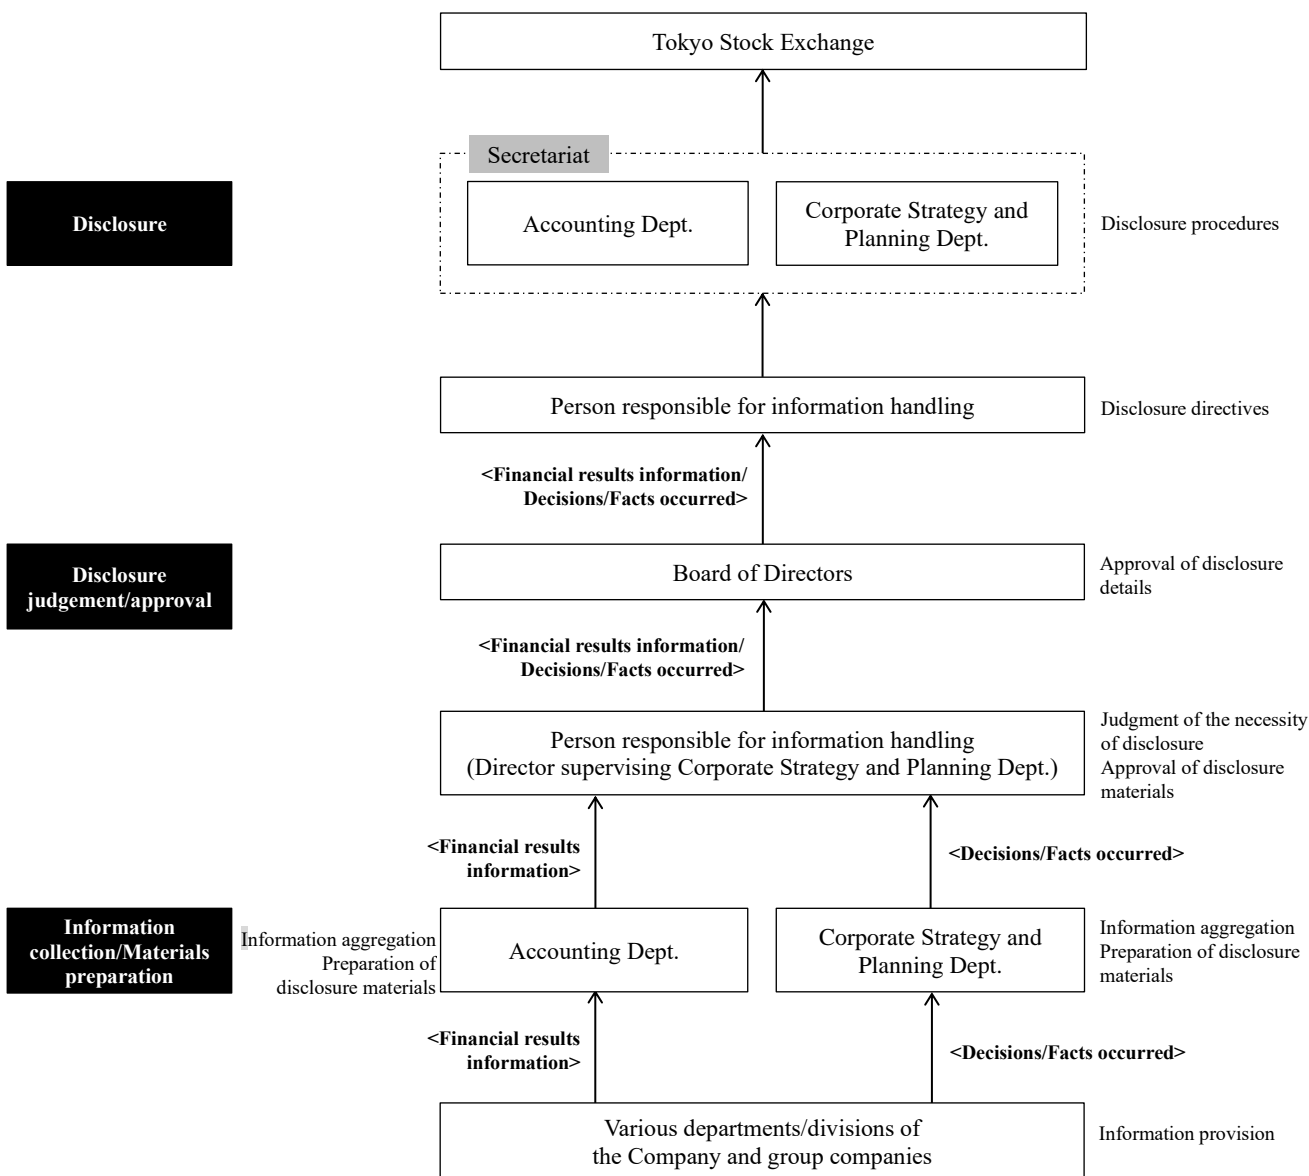 Tokyo Stock Exchange
Secretariat
Disclosure
Accounting Dept.
Corporate Strategy and
Planning Dept.
Disclosure procedures
Person responsible for information handling
Disclosure directives
<Financial results information/
Decisions/Facts occurred>
Disclosure
judgement/approval
Board of Directors
Approval of disclosure
details
<Financial results information/
Decisions/Facts occurred>
Person responsible for information handling
(Director supervising Corporate Strategy and Planning Dept.)
Judgment of the necessity
of disclosure
Approval of disclosure
materials
<Financial results
information>
<Decisions/Facts occurred>
Information
collection/Materials
preparation
Information aggregation
Preparation of
disclosure materials
Accounting Dept.
Corporate Strategy and
Planning Dept.
Information aggregation
Preparation of disclosure
materials
<Financial results
information>
<Decisions/Facts occurred>
Various departments/divisions of
the Company and group companies
Information provision